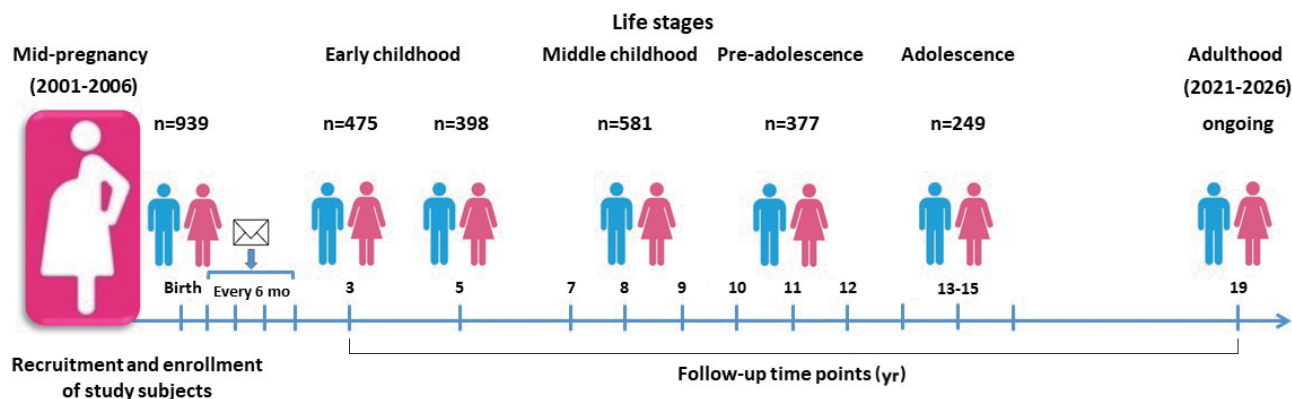 Life stages
Mid-pregnancy
(2001-2006)
Early childhood
Middle childhood
Pre-adolescence
Adolescence
Adulthood
(2021-2026)
n=939
n=475
n=398
n=581
n=377
n=249
ongoing
Birth
Every 6 mo
3
5
7
8
9
10
11
12
13-15
19
Recruitment and enrollment
of study subjects
Follow-up time points (yr)